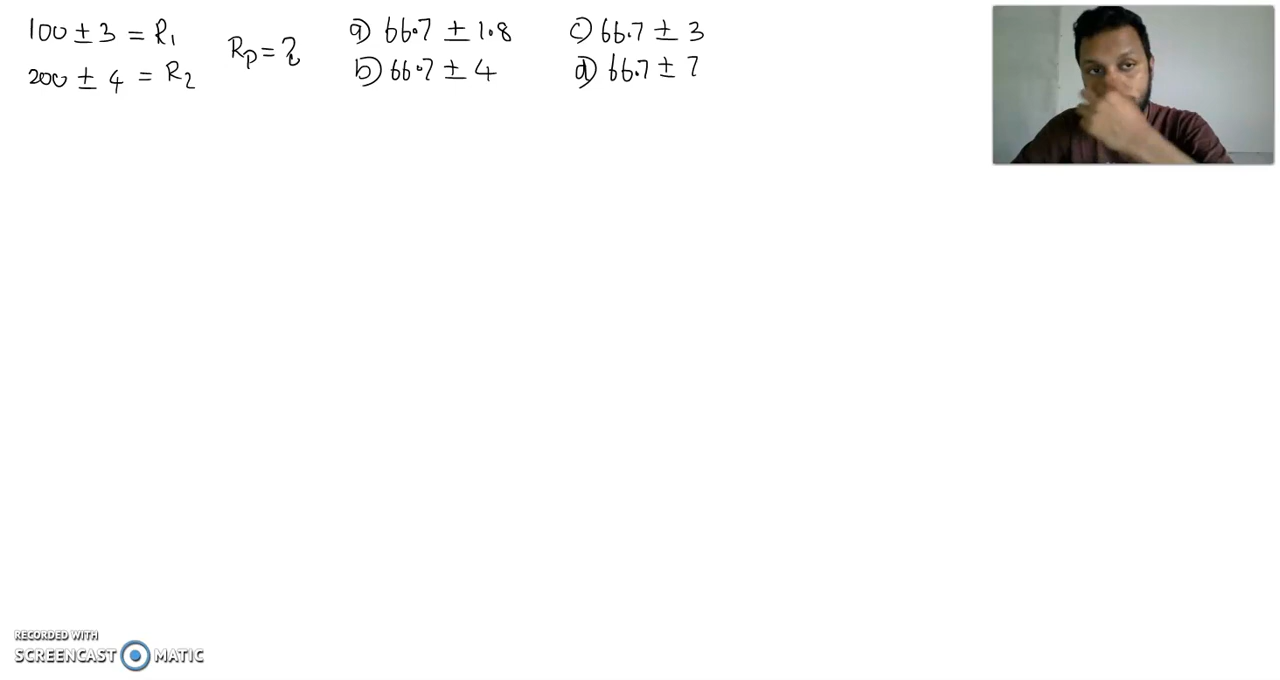 100 ± 3 = R₁
200 ± 4 = R₂
Rp = ?
a) 66.7 ± 1.8
b) 66.7 ± 4
c) 66.7 ± 3
d) 66.7 ± 7
RECORDED WITH
SCREENCAST MATIC